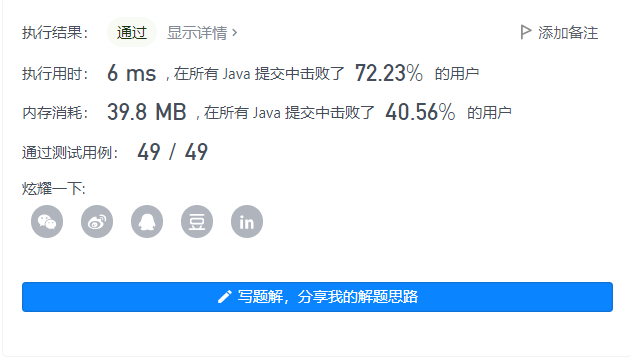 执行结果： 通过 显示详情 > 添加备注
执行用时： 6 ms , 在所有 Java 提交中击败了 72.23% 的用户
内存消耗： 39.8 MB , 在所有 Java 提交中击败了 40.56% 的用户
通过测试用例： 49 / 49
炫耀一下:
豆 in
写题解，分享我的解题思路